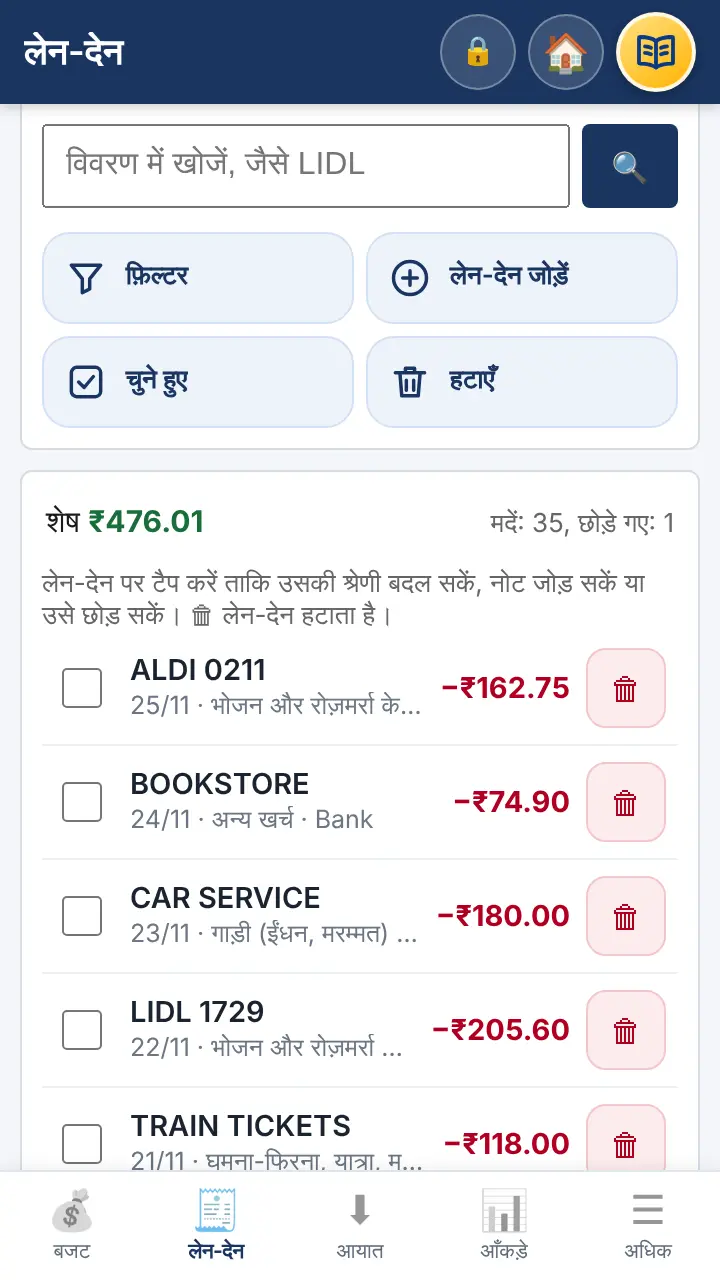 लेन-देन
विवरण में खोजें, जैसे LIDL
फ़िल्टर
लेन-देन जोड़ें
चुने हुए
हटाएँ
शेष ₹476.01
मदें: 35, छोड़े गए: 1
लेन-देन पर टैप करें ताकि उसकी श्रेणी बदल सकें, नोट जोड़ सकें या
उसे छोड़ सकें। 🗑 लेन-देन हटाता है।
ALDI 0211
25/11 · भोजन और रोज़मर्रा के...
−₹162.75
BOOKSTORE
24/11 · अन्य खर्च · Bank
−₹74.90
CAR SERVICE
23/11 · गाड़ी (ईंधन, मरम्मत) ...
−₹180.00
LIDL 1729
22/11 · भोजन और रोज़मर्रा ...
−₹205.60
TRAIN TICKETS
21/11 · घूमना-फिरना, यात्रा, म...
−₹118.00
बजट
लेन-देन
आयात
आँकड़े
अधिक